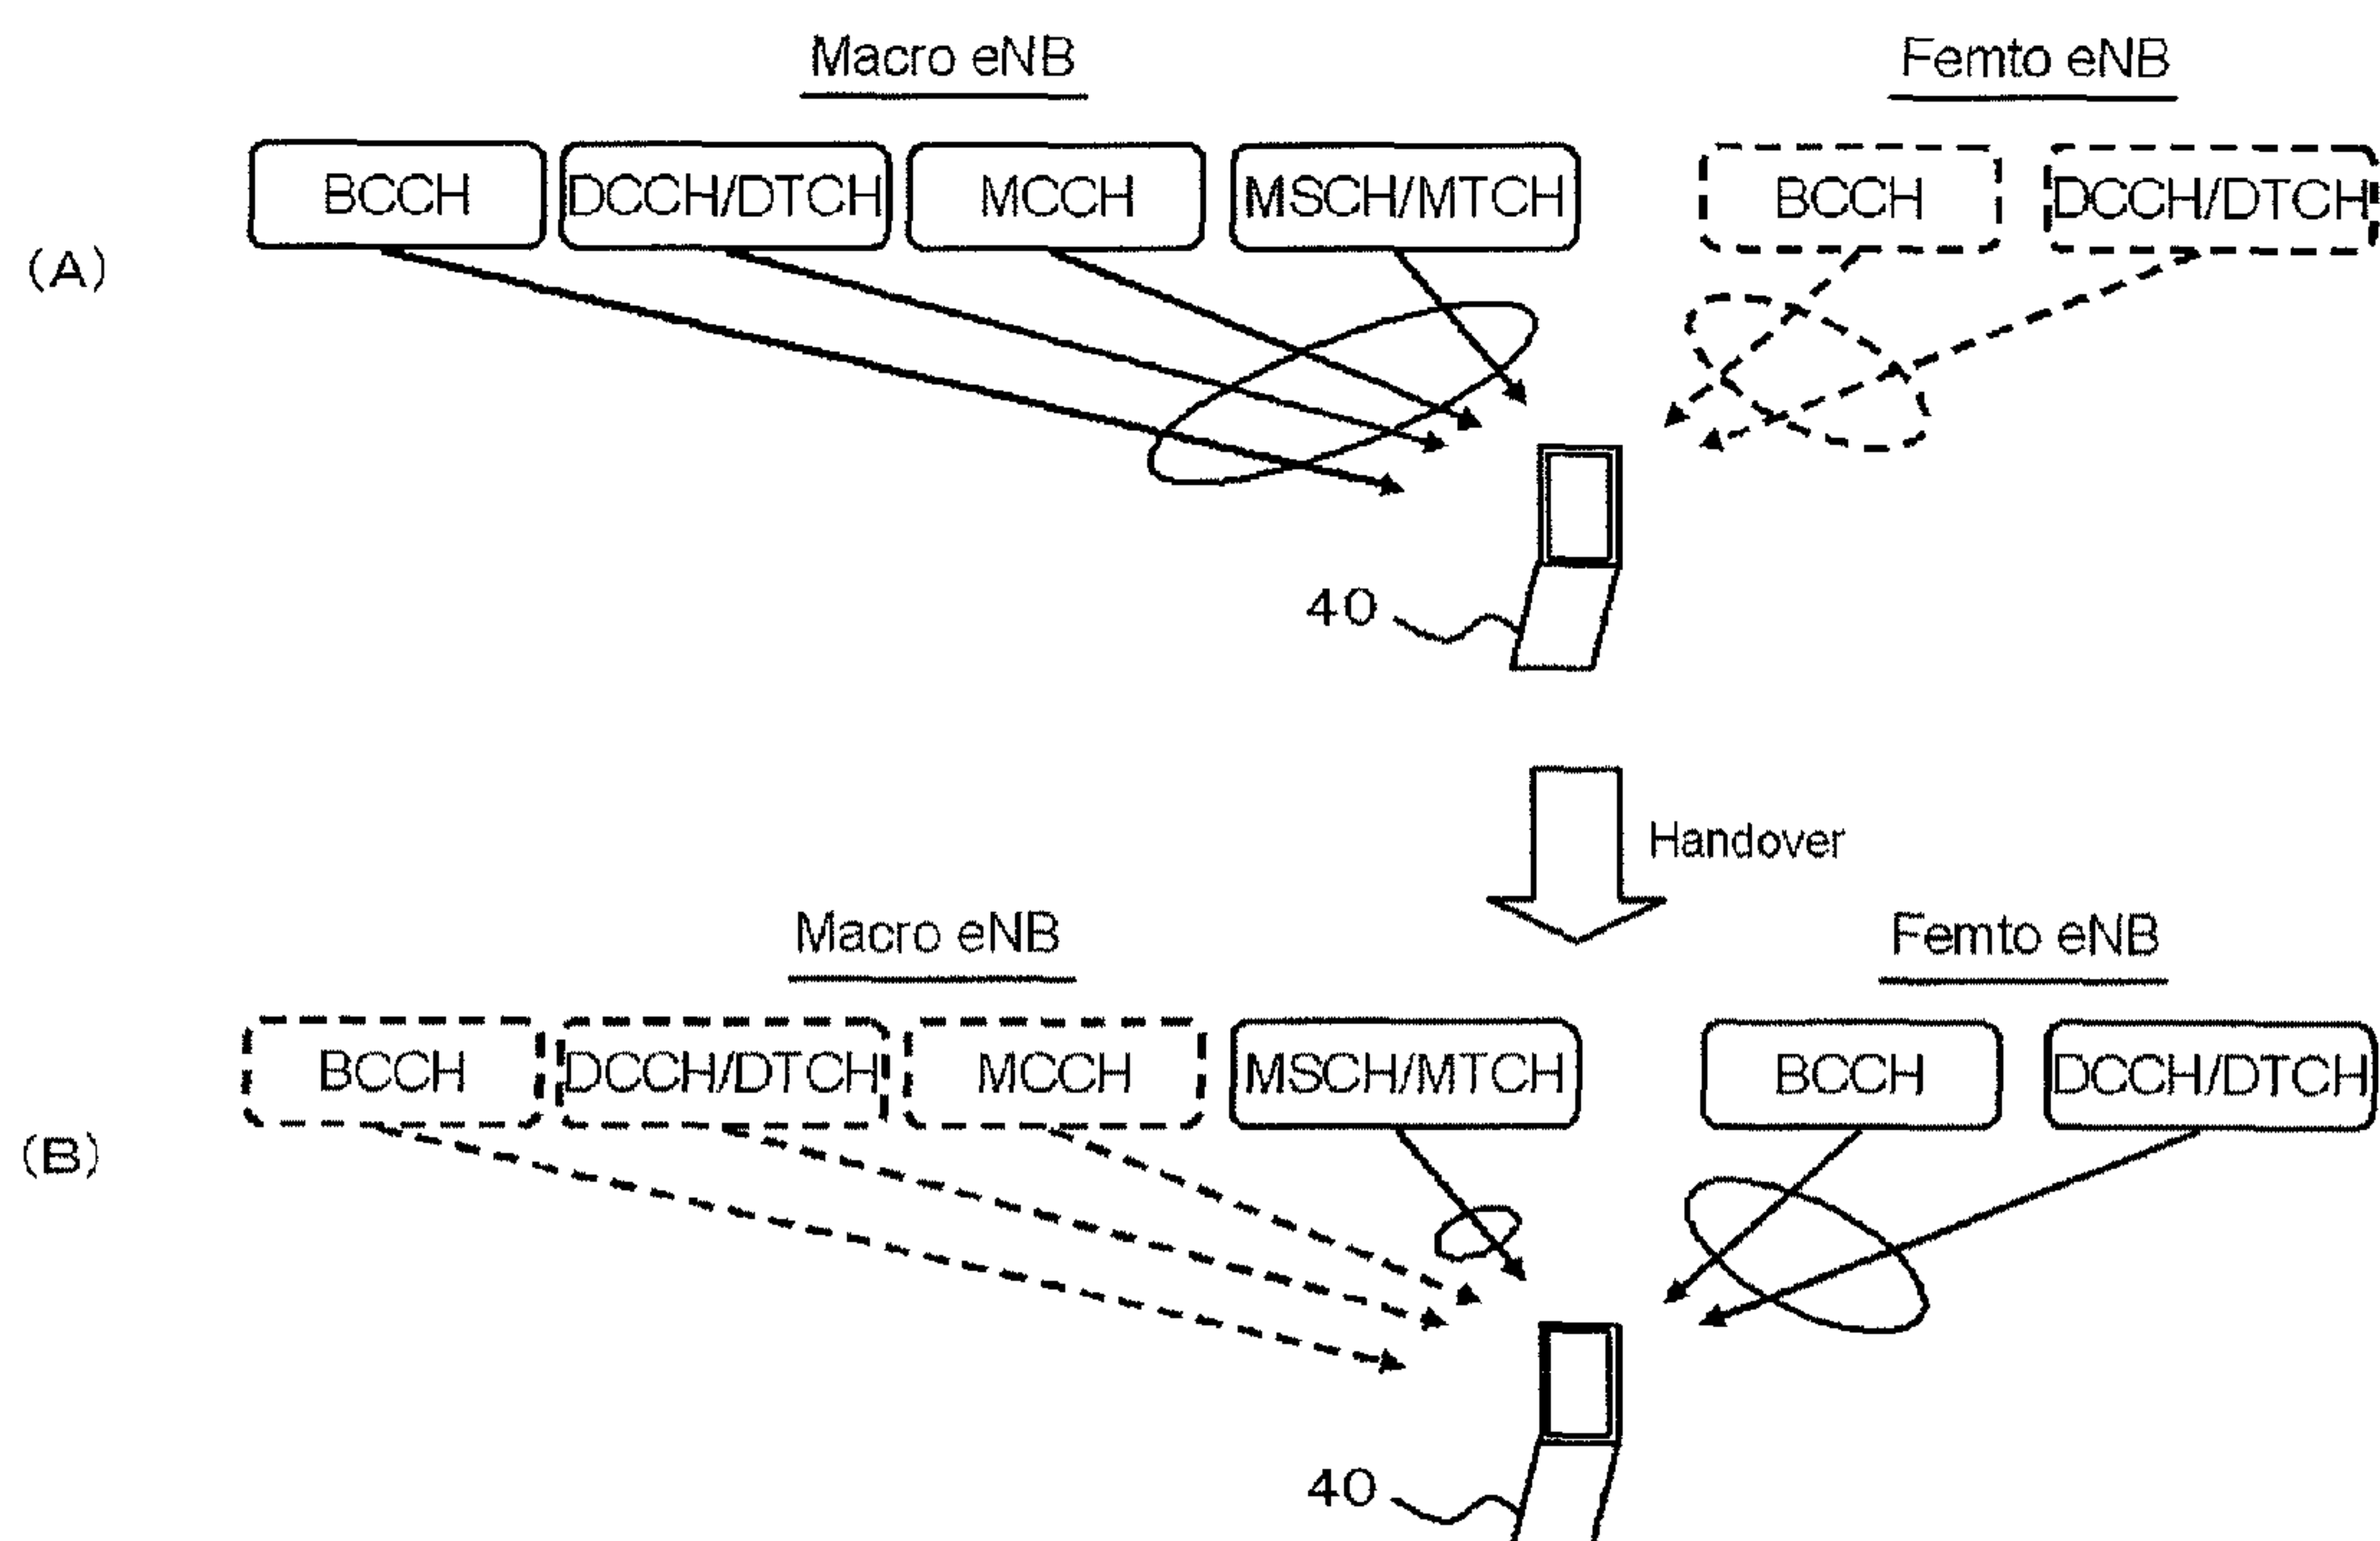 Macro eNB Femto eNB
BCCH DCCH/DTCH MCCH MSCH/MTCH BCCH DCCH/DTCH
(A)
40
Handover
Macro eNB Femto eNB
BCCH DCCH/DTCH MCCH MSCH/MTCH BCCH DCCH/DTCH
(B)
40